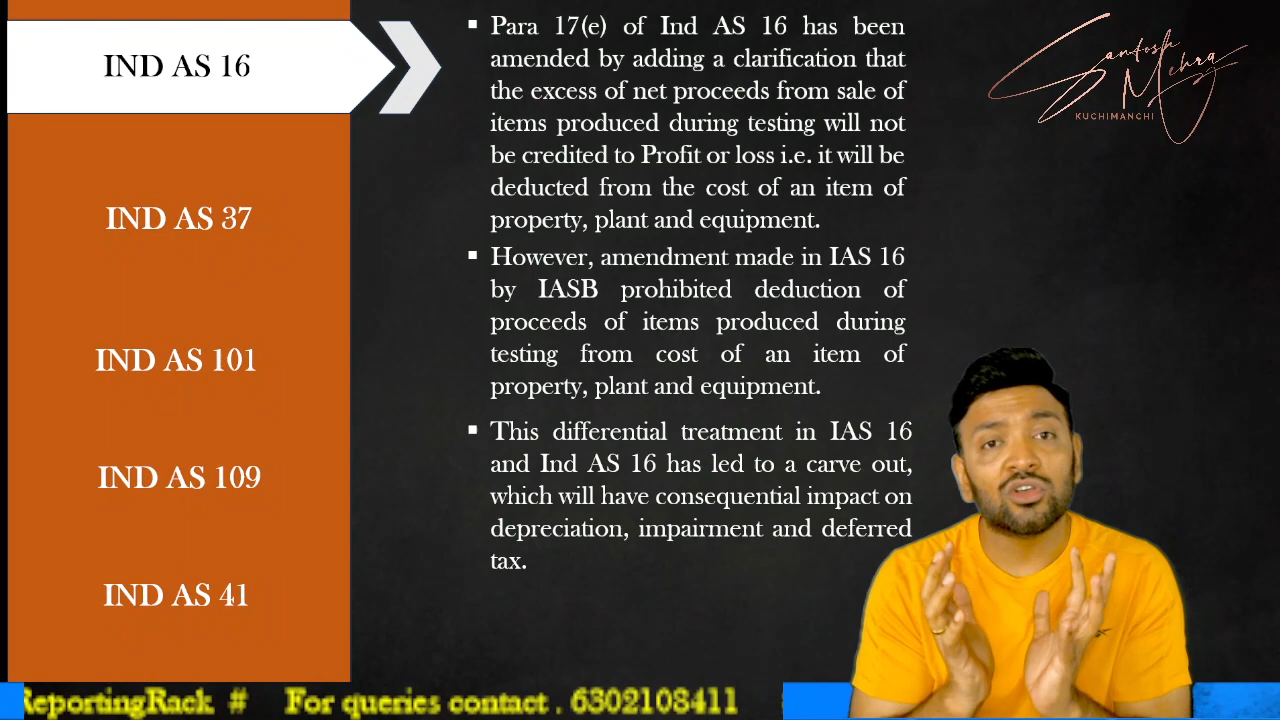 IND AS 16
IND AS 37
IND AS 101
IND AS 109
IND AS 41
▪ Para 17(e) of Ind AS 16 has been
amended by adding a clarification that
the excess of net proceeds from sale of
items produced during testing will not
be credited to Profit or loss i.e. it will be
deducted from the cost of an item of
property, plant and equipment.
▪ However, amendment made in IAS 16
by IASB prohibited deduction of
proceeds of items produced during
testing from cost of an item of
property, plant and equipment.
▪ This differential treatment in IAS 16
and Ind AS 16 has led to a carve out,
which will have consequential impact on
depreciation, impairment and deferred
tax.
Santosh
Mehra
KUCHIMANCHI
ReportingRack # For queries contact . 6302108411